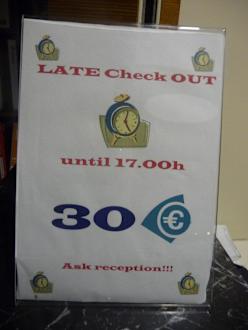 LATE Check OUT
until 17.00h
30 €
Ask reception!!!